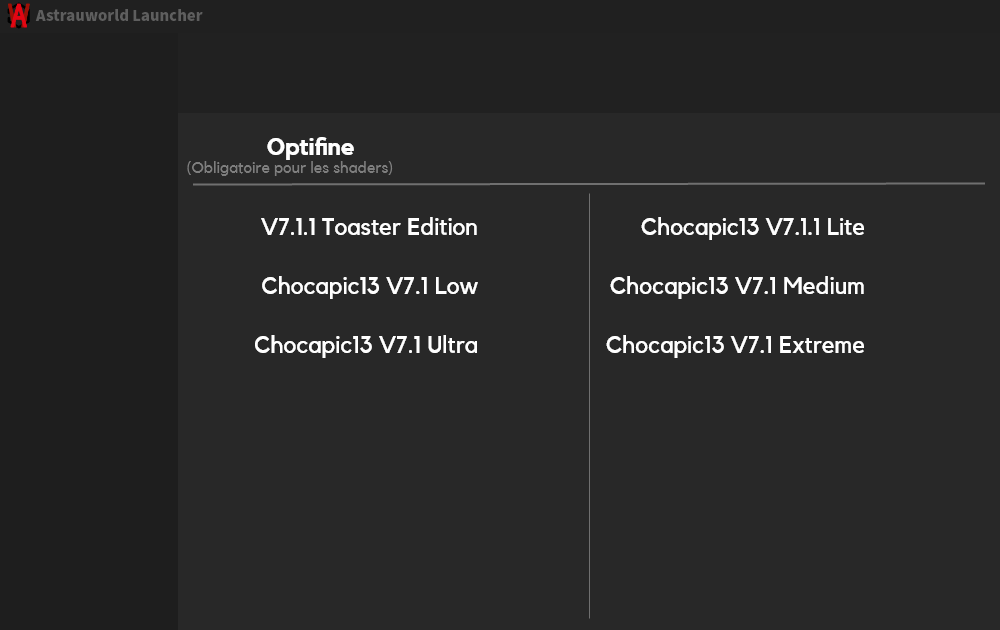 Astrauworld Launcher
Optifine
(Obligatoire pour les shaders)
V7.1.1 Toaster Edition
Chocapic13 V7.1.1 Lite
Chocapic13 V7.1 Low
Chocapic13 V7.1 Medium
Chocapic13 V7.1 Ultra
Chocapic13 V7.1 Extreme